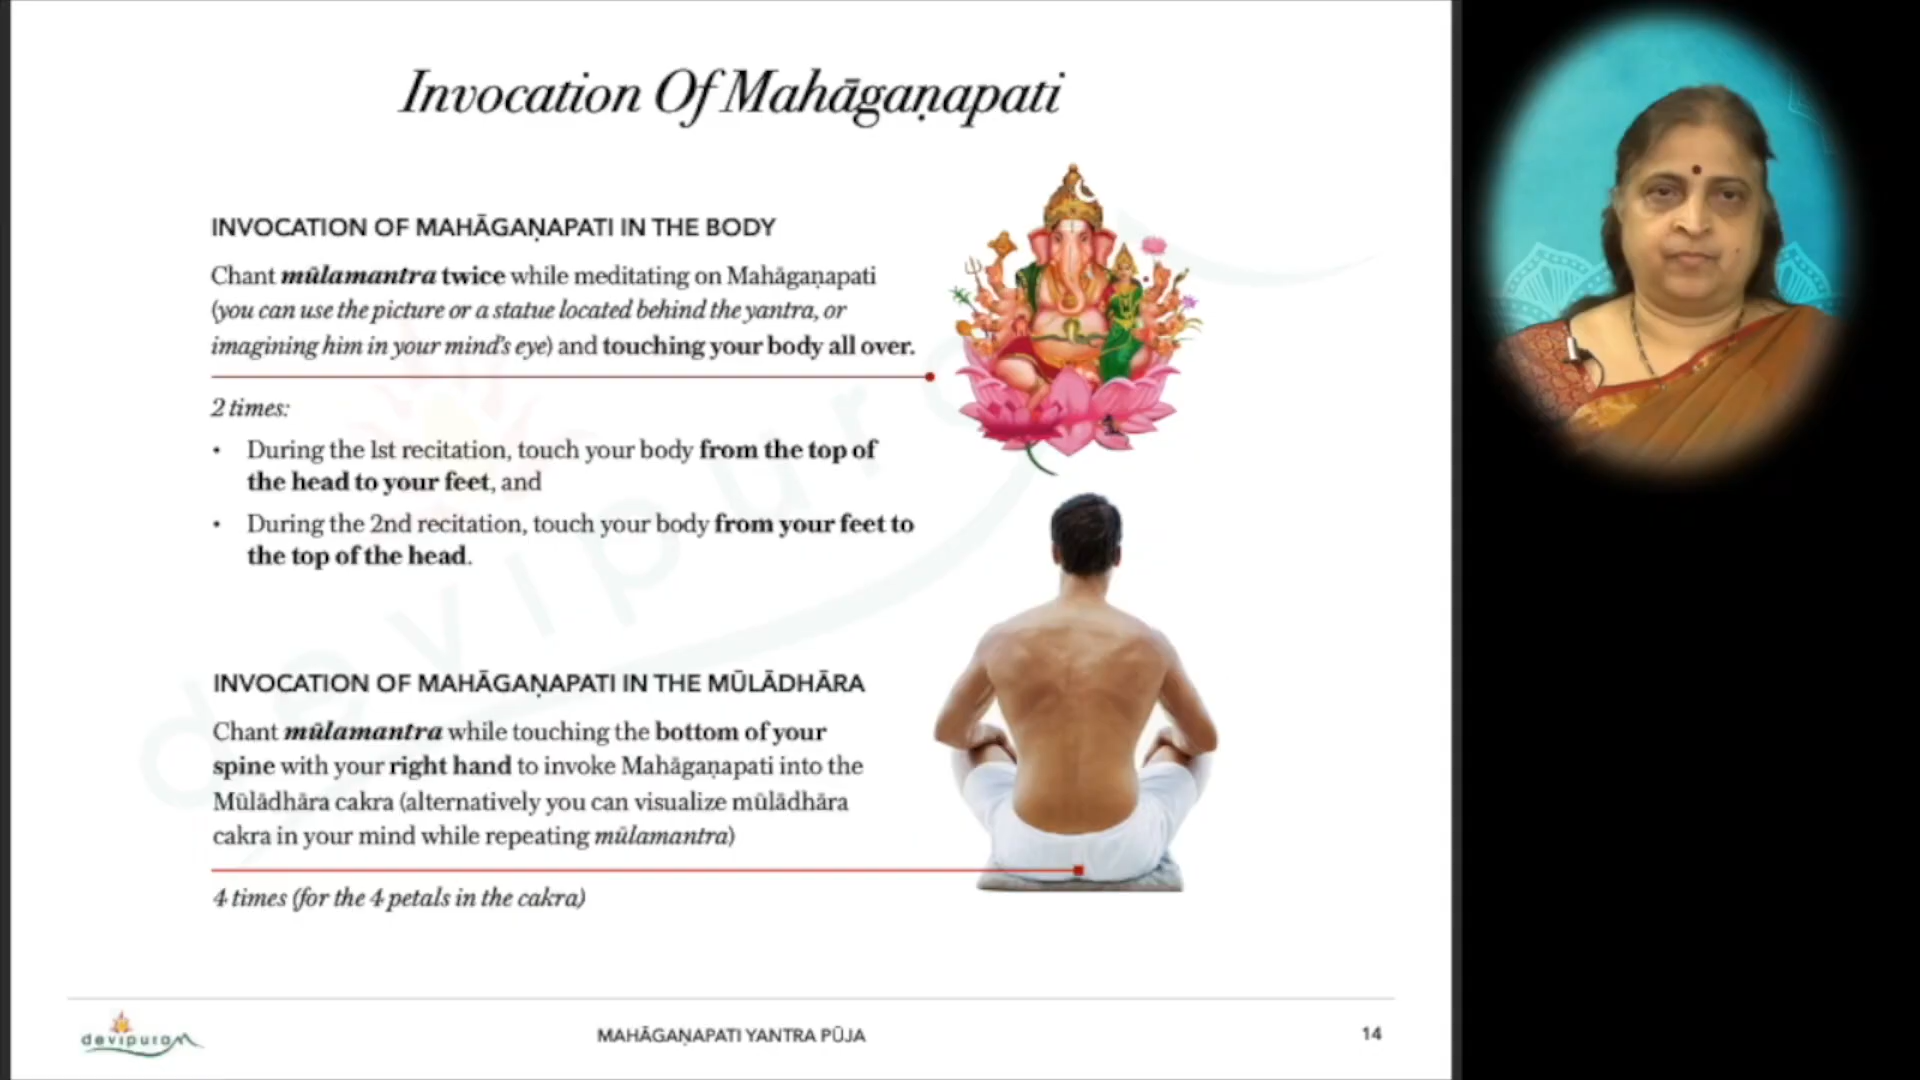 Invocation Of Mahāgaṇapati
INVOCATION OF MAHĀGAṆAPATI IN THE BODY
Chant mūlamantra twice while meditating on Mahāgaṇapati
(you can use the picture or a statue located behind the yantra, or
imagining him in your mind's eye) and touching your body all over.
2 times:
• During the 1st recitation, touch your body from the top of
the head to your feet, and
• During the 2nd recitation, touch your body from your feet to
the top of the head.
INVOCATION OF MAHĀGAṆAPATI IN THE MŪLĀDHĀRA
Chant mūlamantra while touching the bottom of your
spine with your right hand to invoke Mahāgaṇapati into the
Mūlādhāra cakra (alternatively you can visualize mūlādhāra
cakra in your mind while repeating mūlamantra)
4 times (for the 4 petals in the cakra)
devipuram
MAHĀGAṆAPATI YANTRA PŪJA
14